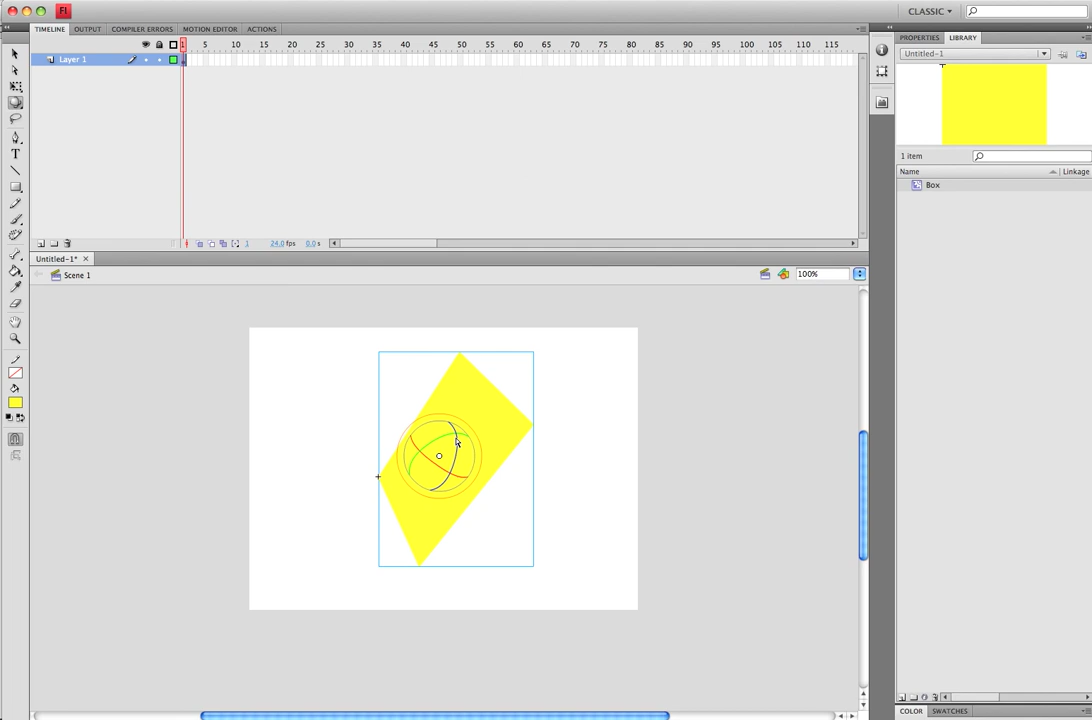 Fl CLASSIC
TIMELINE OUTPUT COMPILER ERRORS MOTION EDITOR ACTIONS
PROPERTIES LIBRARY
1 5 10 15 20 25 30 35 40 45 50 55 60 65 70 75 80 85 90 95 100 105 110 115
Layer 1
Untitled-1
1 item
Name Linkage
Box
T
1 24.0 fps 0.0 s
Untitled-1* ×
Scene 1
100%
COLOR SWATCHES